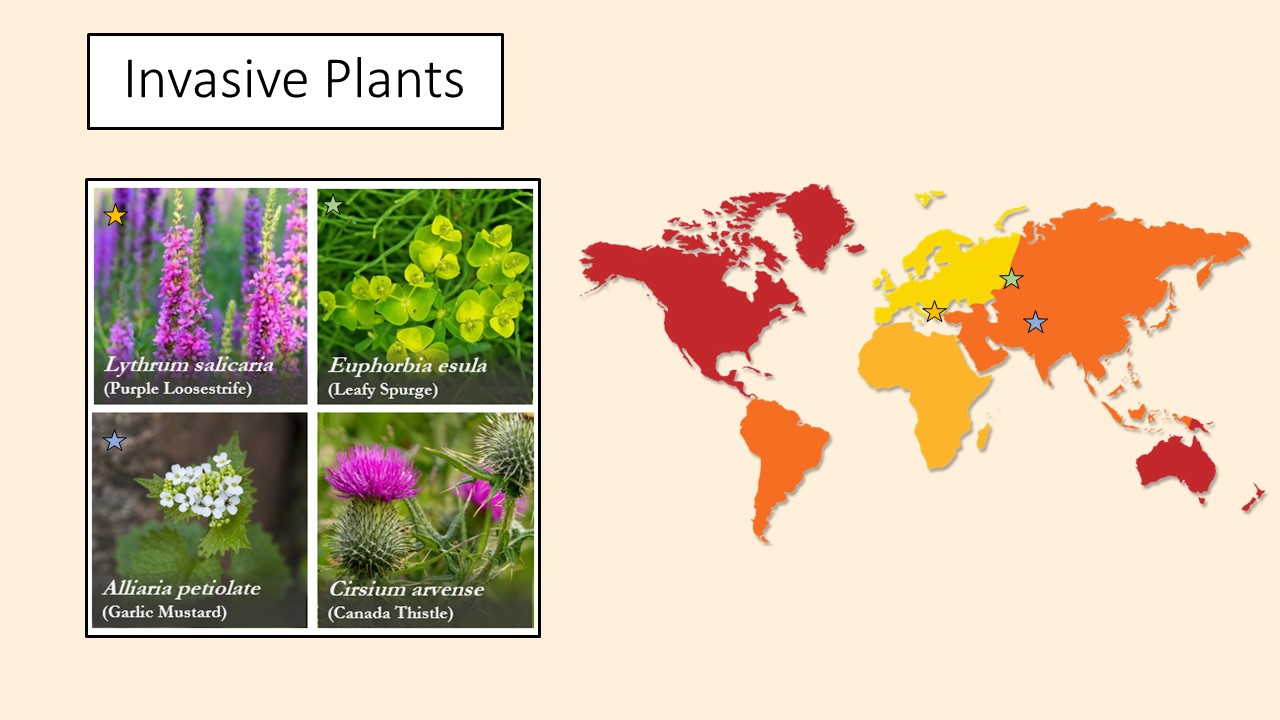 Invasive Plants
Lythrum salicaria
(Purple Loosestrife)
Euphorbia esula
(Leafy Spurge)
Alliaria petiolate
(Garlic Mustard)
Cirsium arvense
(Canada Thistle)